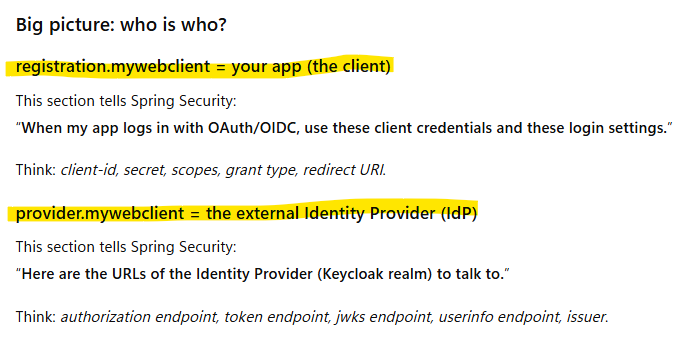 Big picture: who is who?
registration.mywebclient = your app (the client)
This section tells Spring Security:
“When my app logs in with OAuth/OIDC, use these client credentials and these login settings.”
Think: client-id, secret, scopes, grant type, redirect URI.
provider.mywebclient = the external Identity Provider (IdP)
This section tells Spring Security:
“Here are the URLs of the Identity Provider (Keycloak realm) to talk to.”
Think: authorization endpoint, token endpoint, jwks endpoint, userinfo endpoint, issuer.